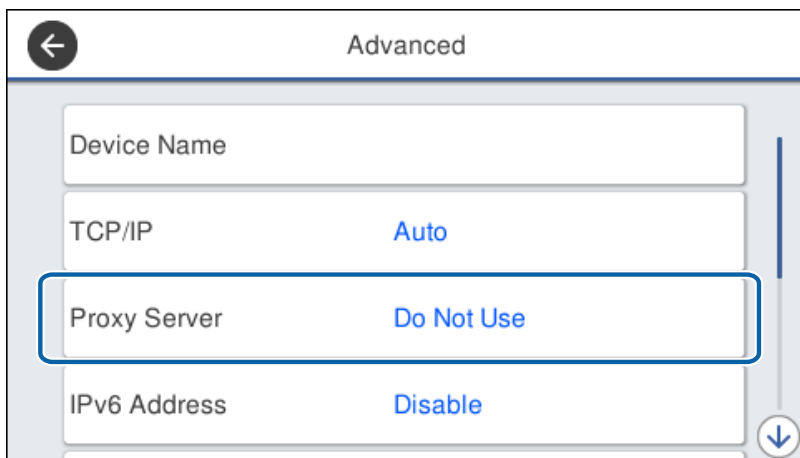 Advanced
Device Name
TCP/IP Auto
Proxy Server Do Not Use
IPv6 Address Disable